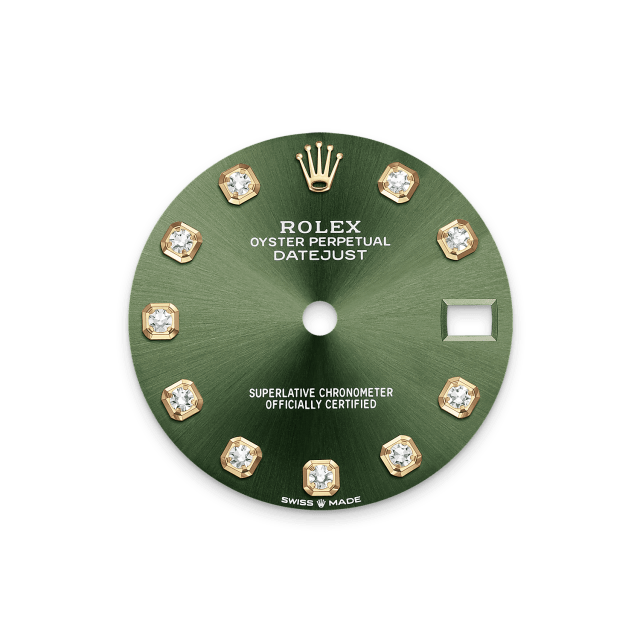 ROLEX
OYSTER PERPETUAL
DATEJUST
SUPERLATIVE CHRONOMETER
OFFICIALLY CERTIFIED
SWISS MADE